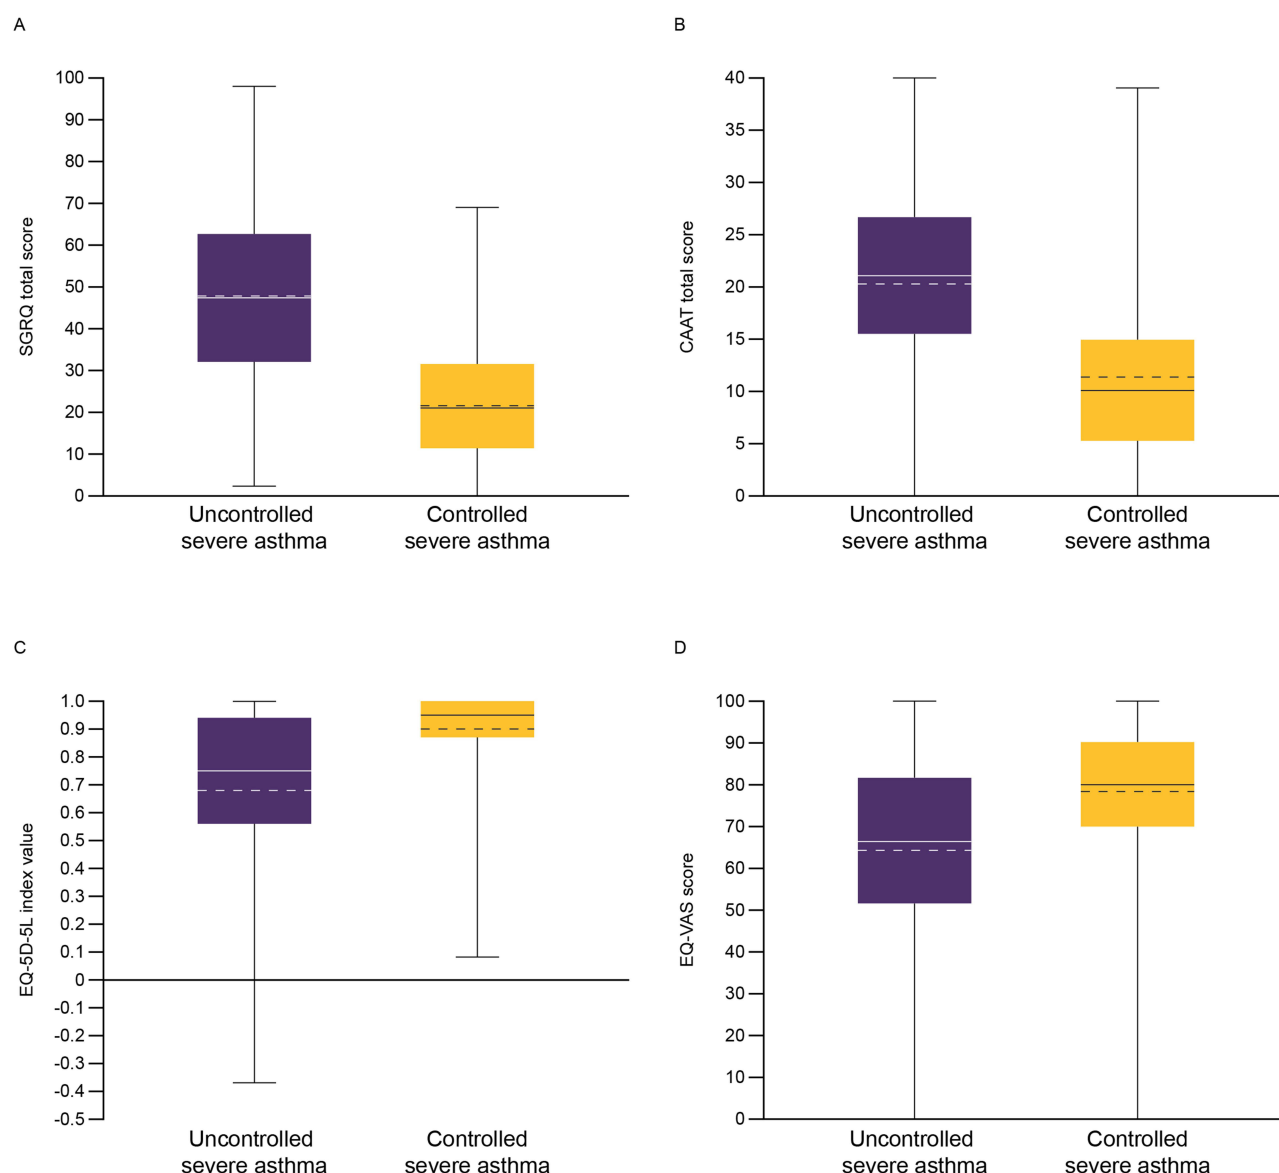 A
SGRQ total score
100
90
80
70
60
50
40
30
20
10
0
Uncontrolled
severe asthma
Controlled
severe asthma
B
CAAT total score
40
35
30
25
20
15
10
5
0
Uncontrolled
severe asthma
Controlled
severe asthma
C
EQ-5D-5L index value
1.0
0.9
0.8
0.7
0.6
0.5
0.4
0.3
0.2
0.1
0
-0.1
-0.2
-0.3
-0.4
-0.5
Uncontrolled
severe asthma
Controlled
severe asthma
D
EQ-VAS score
100
90
80
70
60
50
40
30
20
10
0
Uncontrolled
severe asthma
Controlled
severe asthma